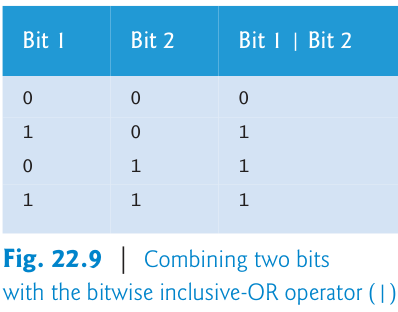 Bit 1 Bit 2 Bit 1 | Bit 2
0 0 0
1 0 1
0 1 1
1 1 1
Fig. 22.9 | Combining two bits
with the bitwise inclusive-OR operator (|)